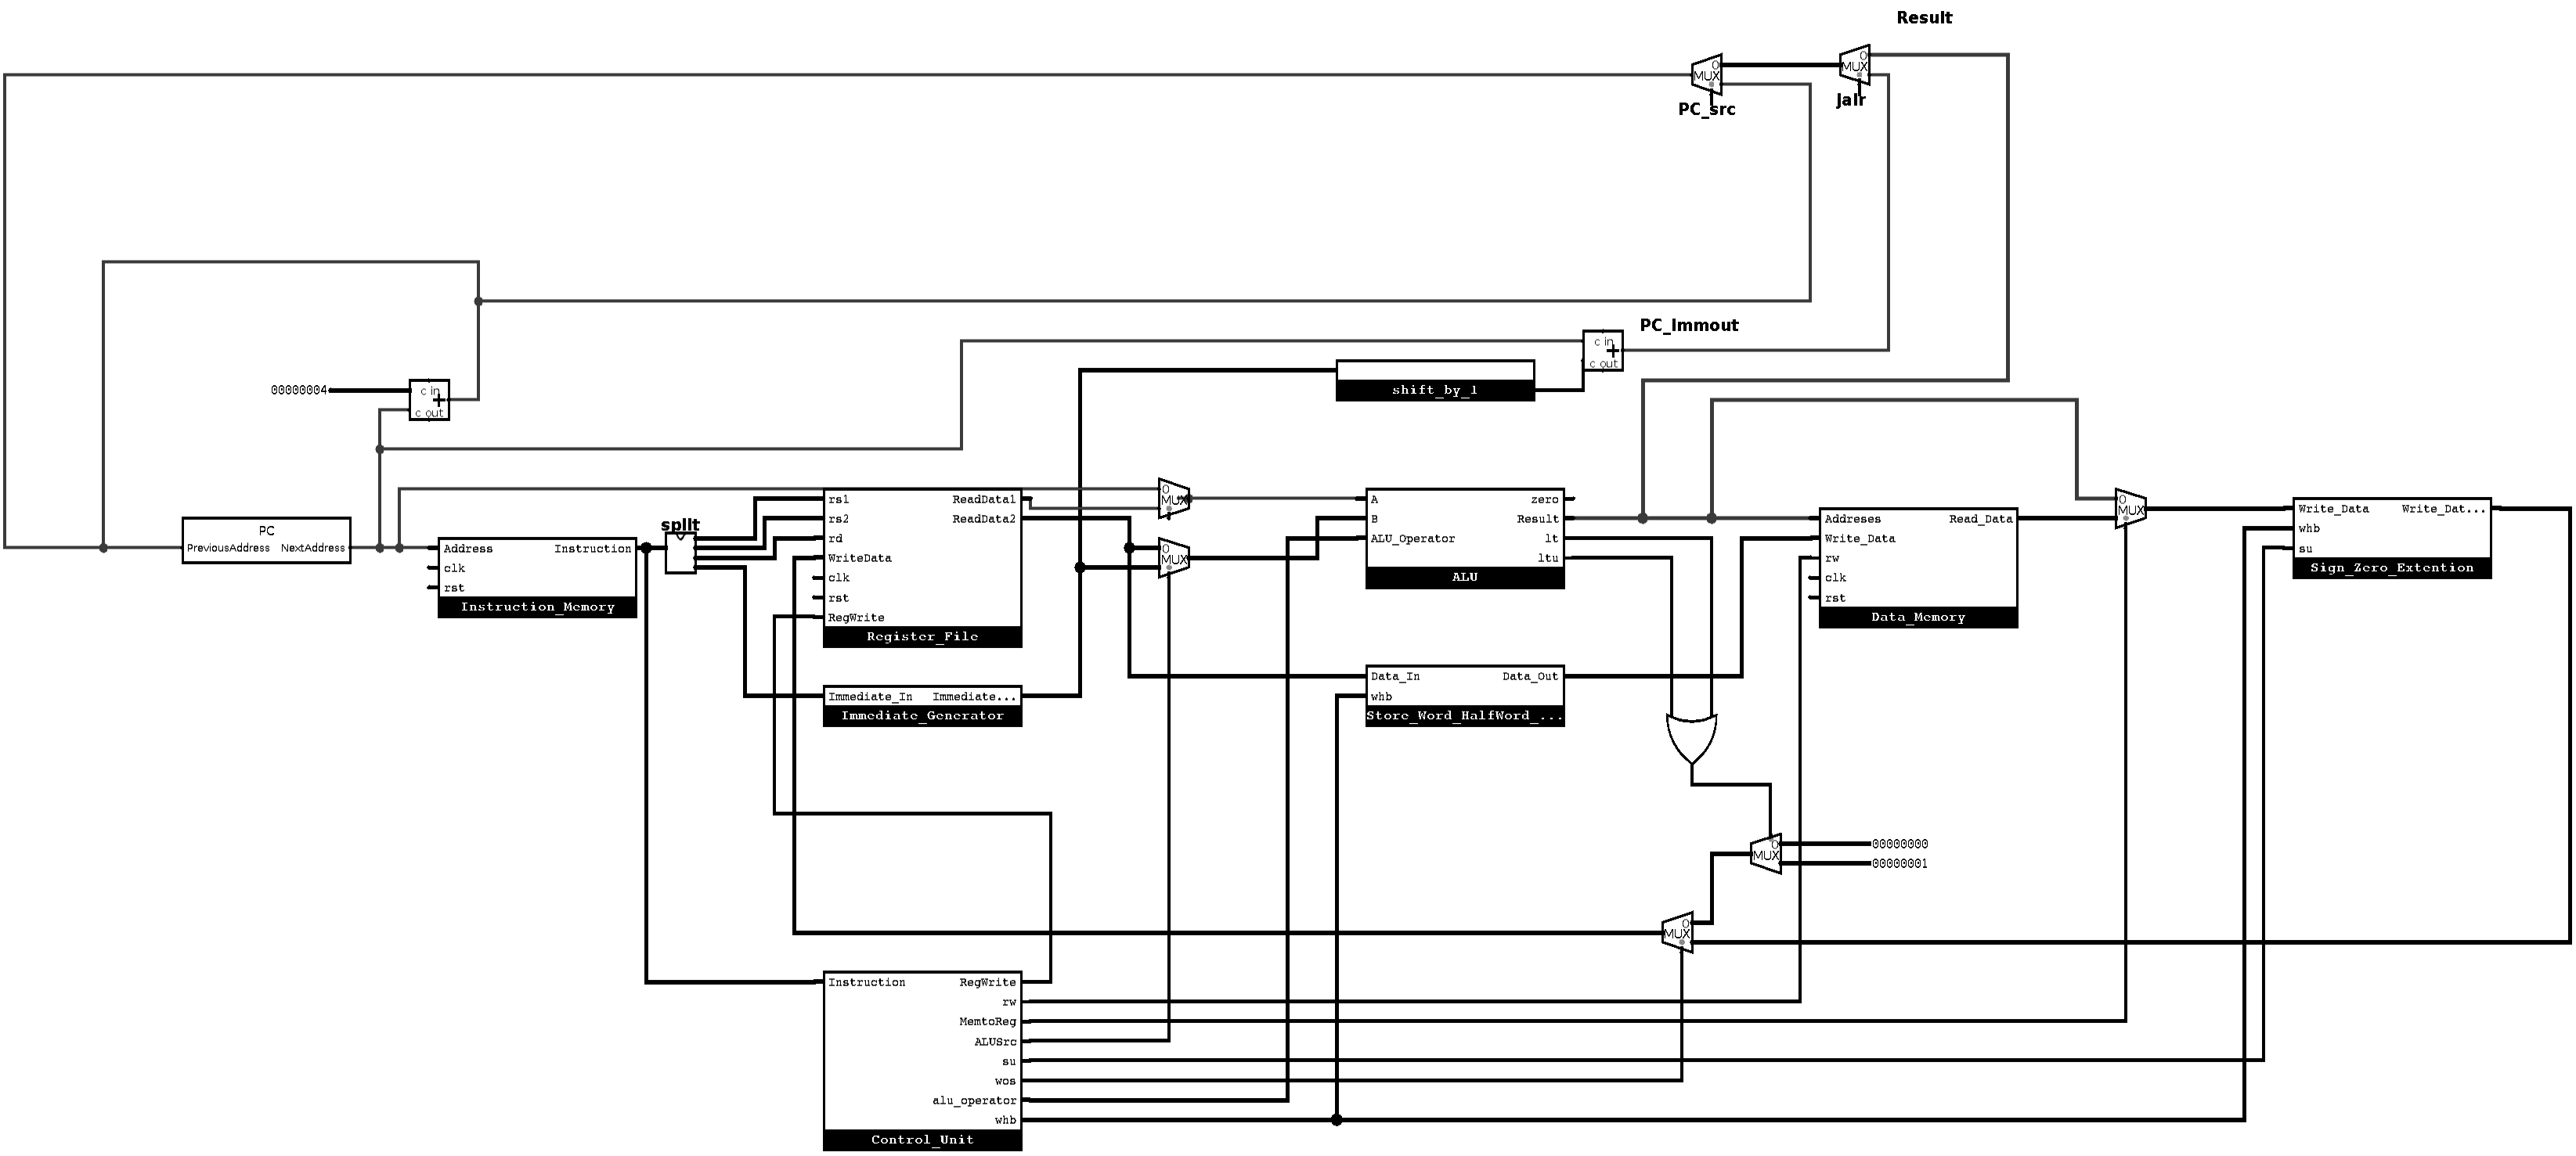 Result
0
MUX
0
MUX
PC_src
Jalr
PC_Immout
c in
+
c out
00000004
c in
+
c out
shift_by_1
PC
PreviousAddress NextAddress
Address Instruction
clk
rst
Instruction_Memory
split
rs1 ReadData1
rs2 ReadData2
rd
WriteData
clk
rst
RegWrite
Register_File
Immediate_In Immediate...
Immediate_Generator
0
MUX
0
MUX
A zero
B Result
ALU_Operator lt
ltu
ALU
Data_In Data_Out
whb
Store_Word_HalfWord_...
Addreses Read_Data
Write_Data
rw
clk
rst
Data_Memory
0
MUX
Write_Data Write_Dat...
whb
su
Sign_Zero_Extention
0
MUX
00000000
00000001
0
MUX
Instruction RegWrite
rw
MemtoReg
ALUSrc
su
wos
alu_operator
whb
Control_Unit